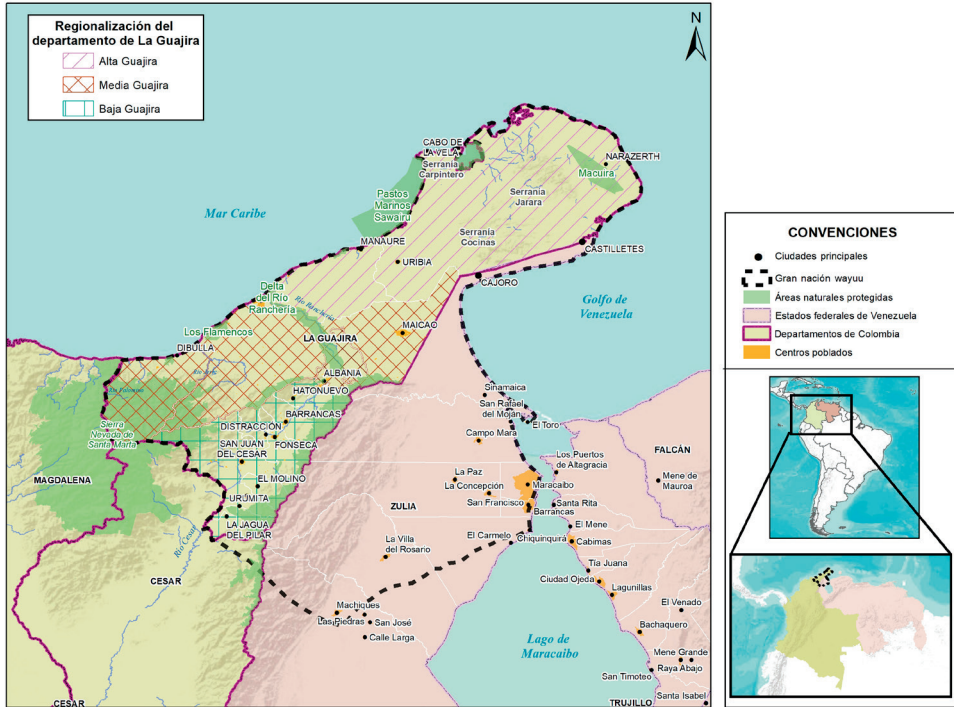 Regionalización del
departamento de La Guajira
Alta Guajira
Media Guajira
Baja Guajira
N
CABO DE
LA VELA
Serranía
Carpintero
NARAZERTH
Macuira
Mar Caribe
Pastos
Marinos
Sawairu
Serranía
Jarara
Serranía
Cocinas
MANAURE
CASTILLETES
URIBIA
CAJORO
Delta
del Río
Ranchería
Río Ranchería
Golfo de
Venezuela
Los Flamencos
MAICAO
LA GUAJIRA
DIBULLA
ALBANIA
HATONUEVO
Sinamaica
San Rafael
del Moján
El Toro
BARRANCAS
Sierra
Nevada de
Santa Marta
DISTRACCIÓN
FONSECA
SAN JUAN
DEL CESAR
Campo Mara
Los Puertos
de Altagracia
FALCÁN
MAGDALENA
EL MOLINO
La Paz
La Concepción
Maracaibo
Mene de
Mauroa
URUMITA
San Francisco
Santa Rita
Barrancas
ZULIA
LA JAGUA
DEL PILAR
El Mene
El Carmelo
Chiquinquirá
Cabimas
Río Cesar
La Villa
del Rosario
Tia Juana
CESAR
Ciudad Ojeda
Lagunillas
Machiques
Las Piedras
San José
El Venado
Calle Larga
Bachaquero
Lago de
Maracaibo
Mene Grande
San Timoteo
Raya Abajo
Santa Isabel
CESAR
TRUJILLO
CONVENCIONES
Ciudades principales
Gran nación wayuu
Áreas naturales protegidas
Estados federales de Venezuela
Departamentos de Colombia
Centros poblados